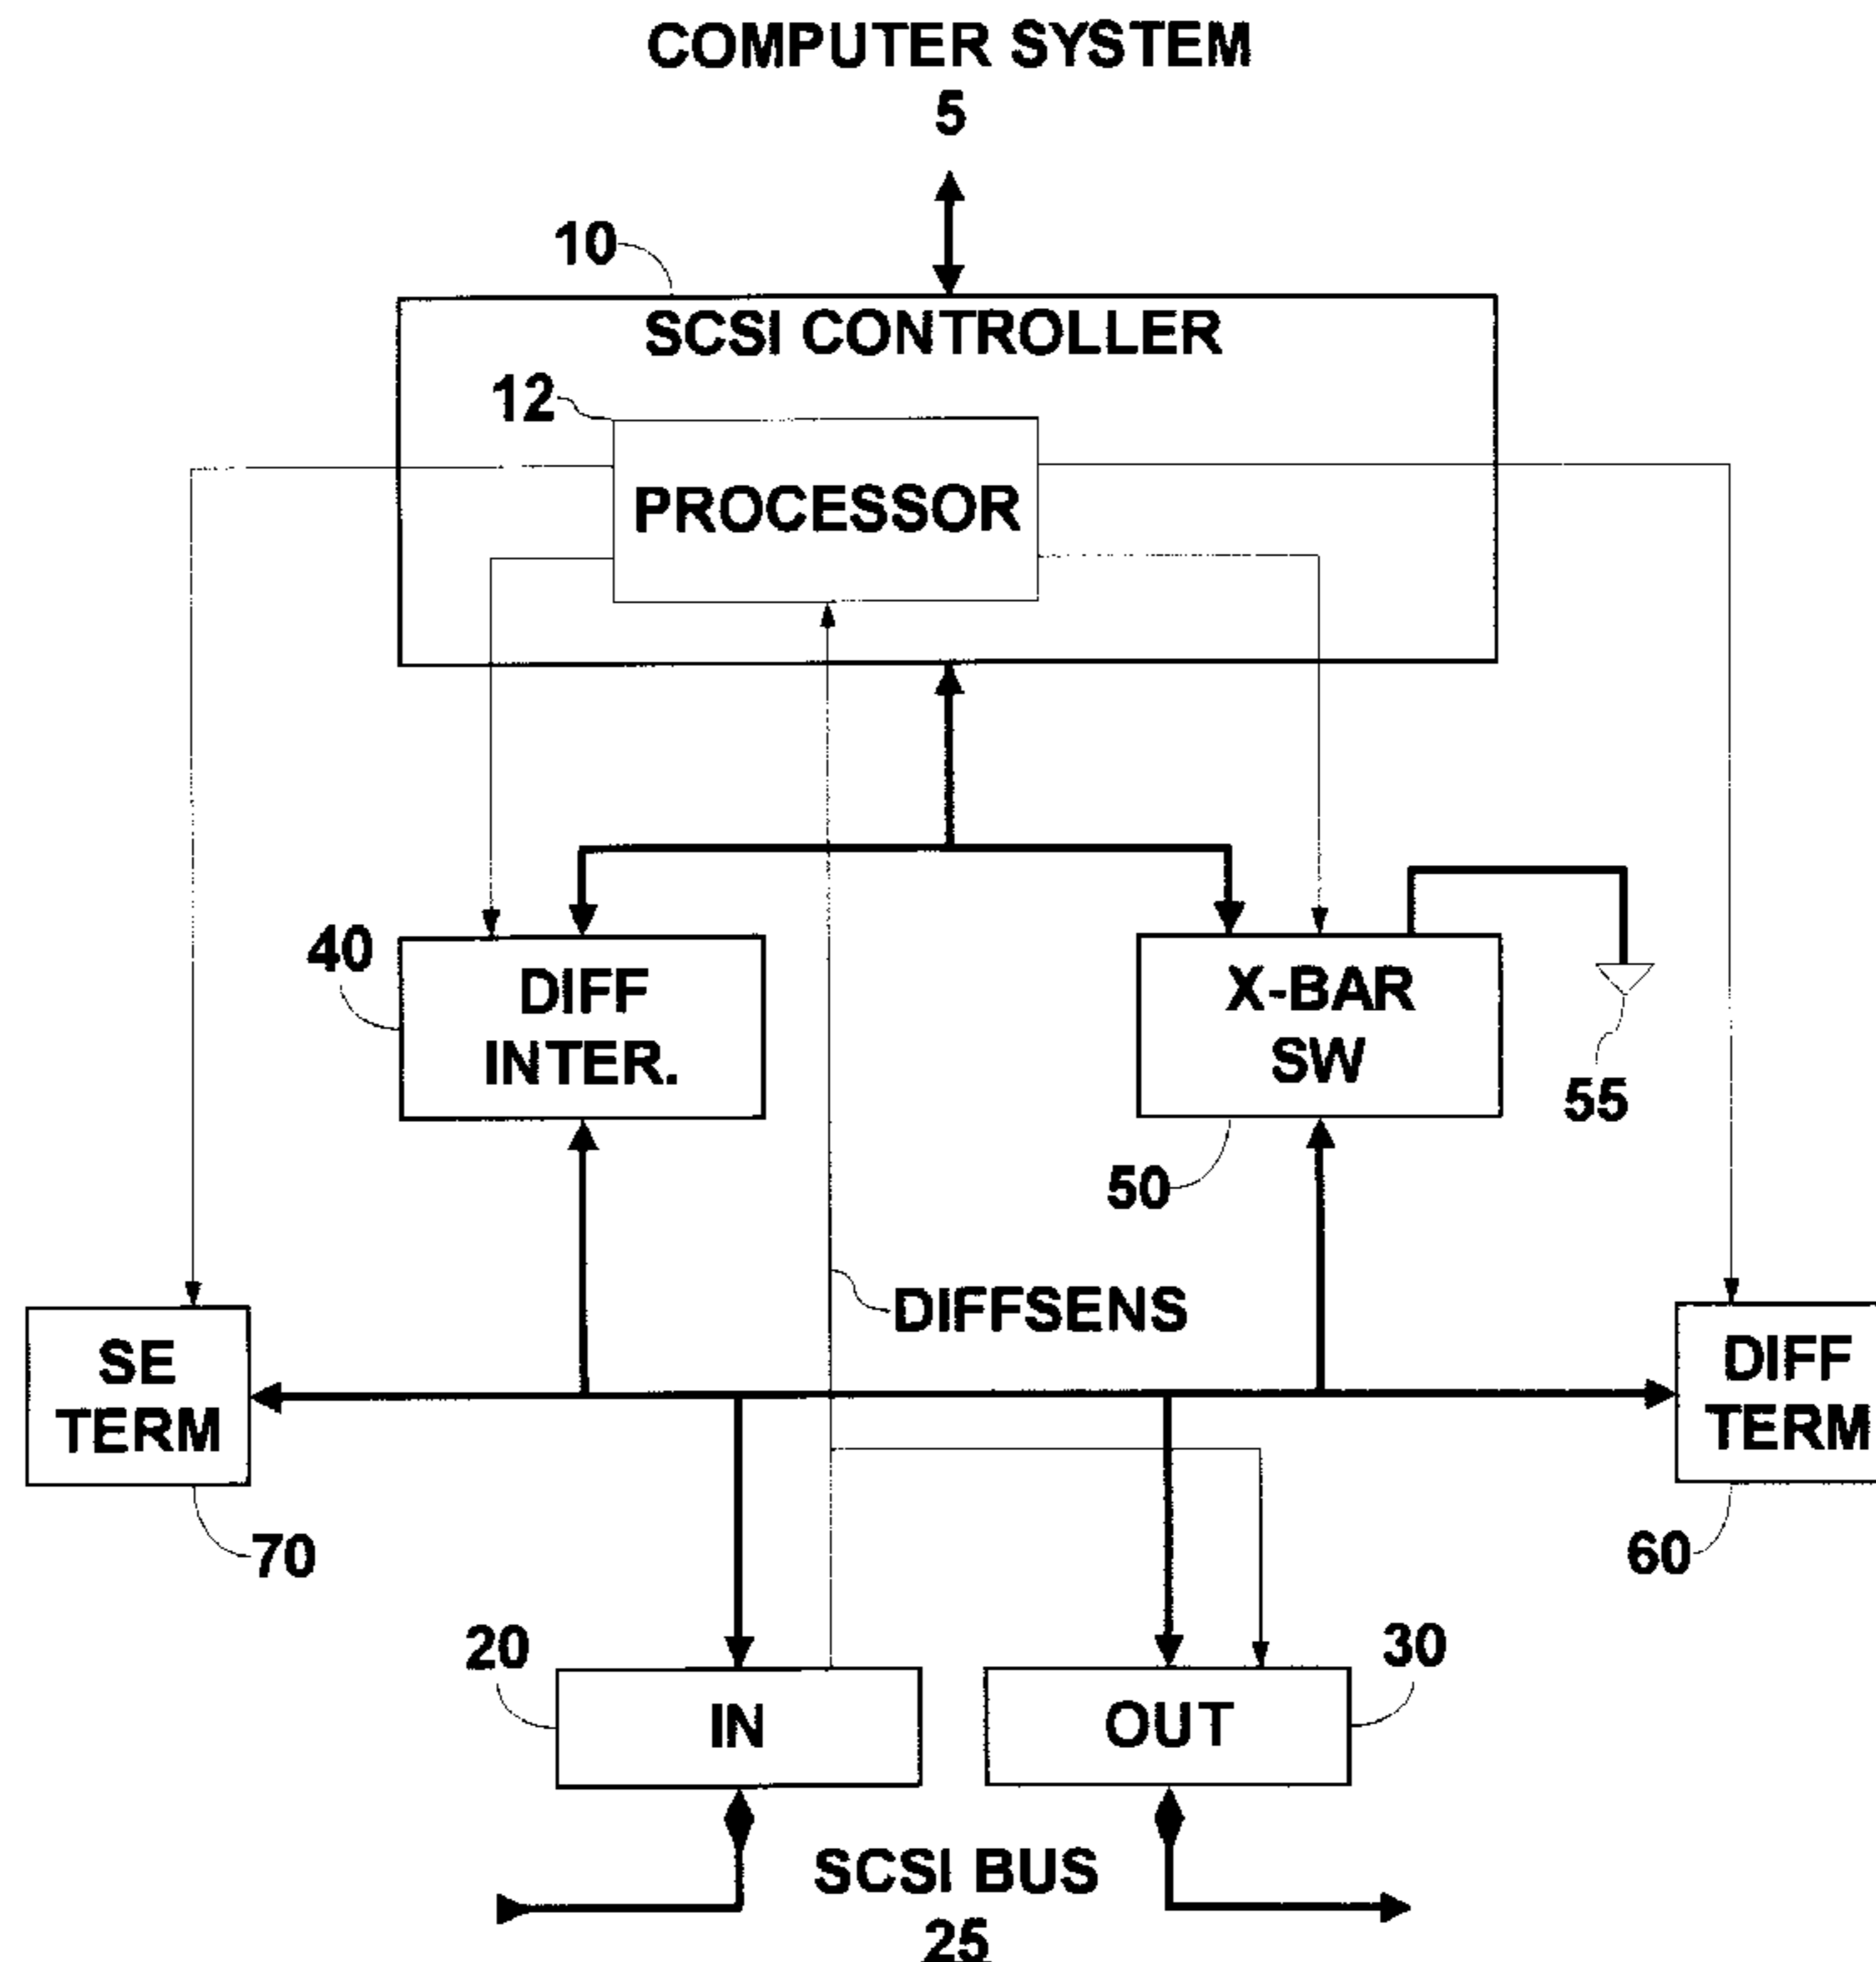 COMPUTER SYSTEM
5
10
SCSI CONTROLLER
12
PROCESSOR
40
DIFF
INTER.
X-BAR
SW
55
50
DIFFSENS
SE
TERM
DIFF
TERM
70
60
20
30
IN
OUT
SCSI BUS
25